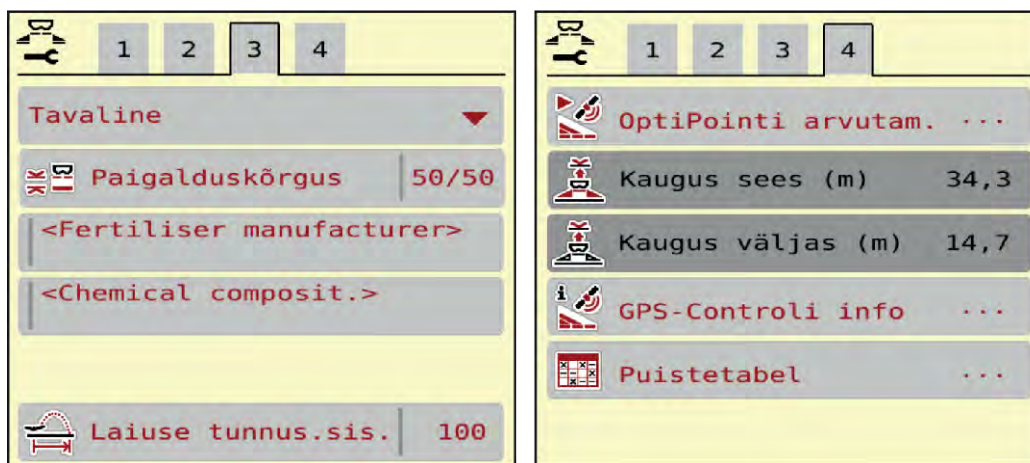 1 2 3 4
Tavaline
Paigalduskõrgus 50/50
<Fertiliser manufacturer>
<Chemical composit.>
Laiuse tunnus.sis. 100
1 2 3 4
OptiPointi arvutam. ...
Kaugus sees (m) 34,3
Kaugus väljas (m) 14,7
GPS-Controli info ...
Puistetabel ...